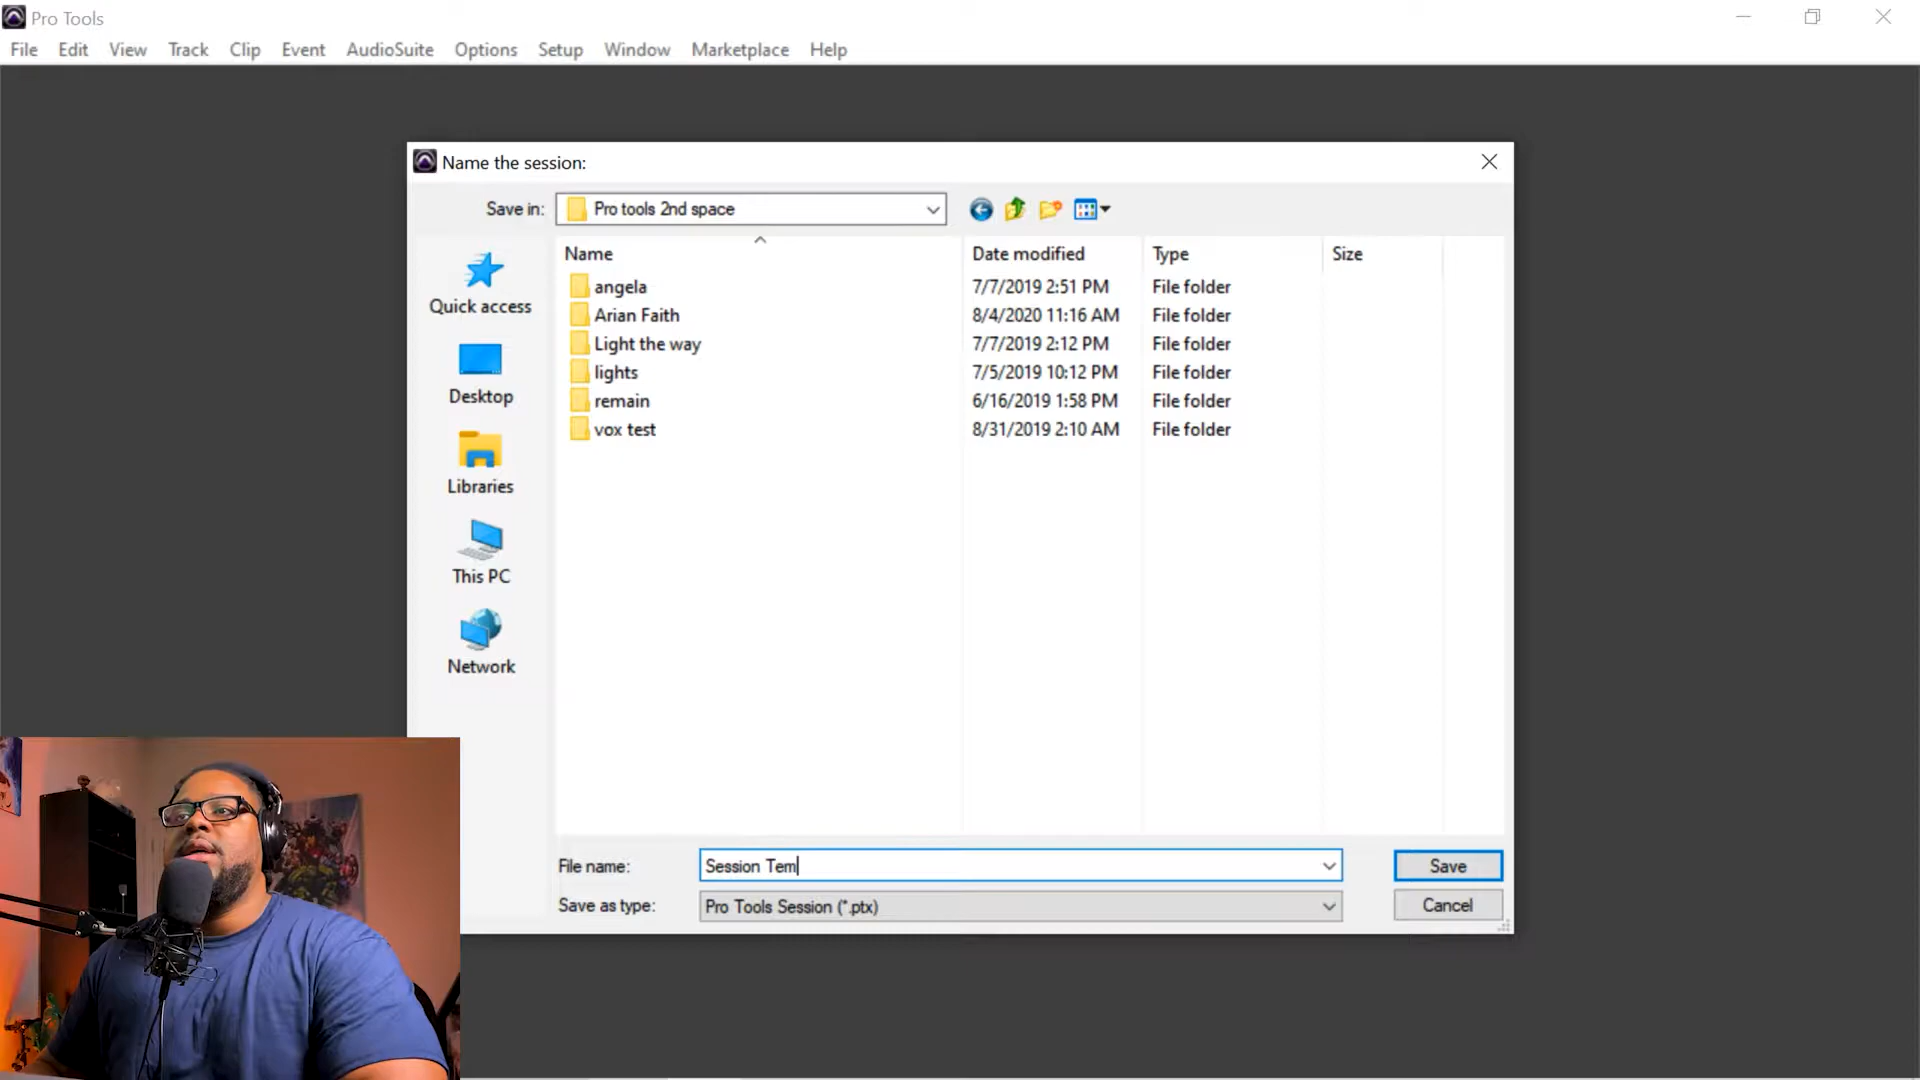 Pro Tools
File Edit View Track Clip Event AudioSuite Options Setup Window Marketplace Help
Name the session:
Save in: Pro tools 2nd space
Name Date modified Type Size
angela 7/7/2019 2:51 PM File folder
Arian Faith 8/4/2020 11:16 AM File folder
Light the way 7/7/2019 2:12 PM File folder
lights 7/5/2019 10:12 PM File folder
remain 6/16/2019 1:58 PM File folder
vox test 8/31/2019 2:10 AM File folder
Quick access
Desktop
Libraries
This PC
Network
File name: Session Tem Save
Save as type: Pro Tools Session (*.ptx) Cancel